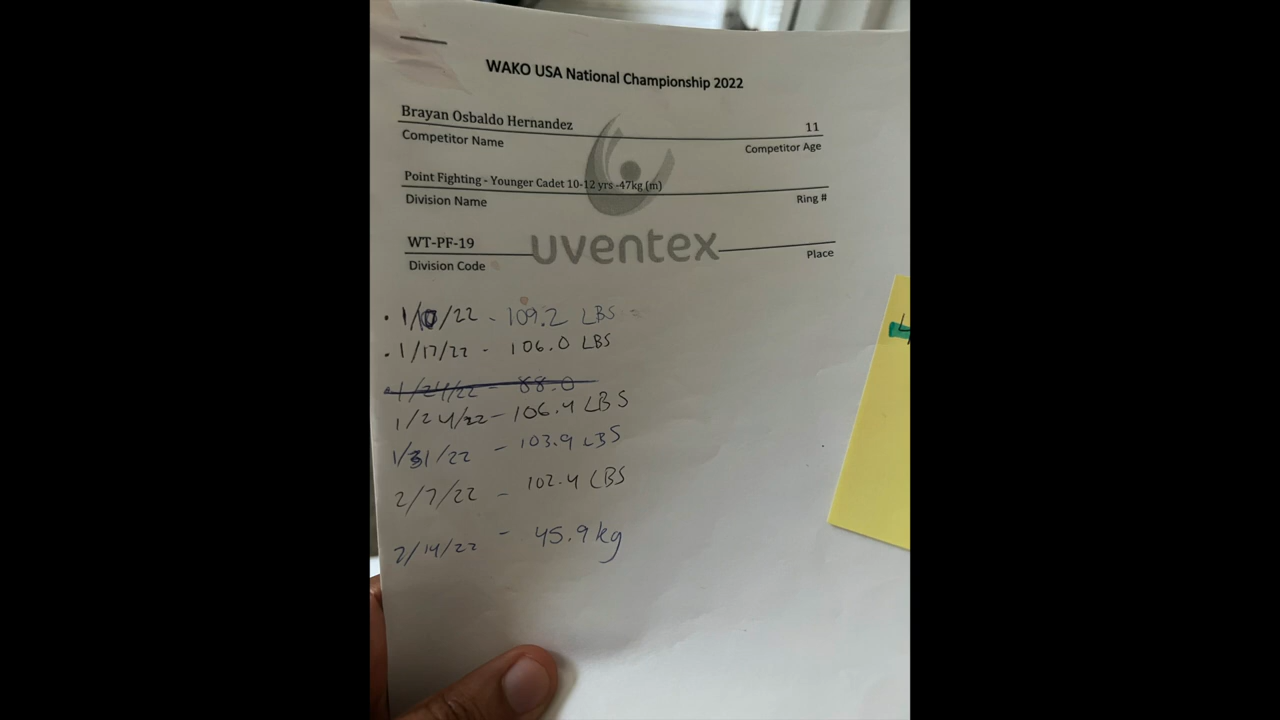 WAKO USA National Championship 2022
Brayan Osbaldo Hernandez 11
Competitor Name Competitor Age
Point Fighting - Younger Cadet 10-12 yrs -47kg (m)
Division Name Ring #
WT-PF-19
uventex
Division Code Place
• 1/10/22 - 109.2 LBS
• 1/17/22 - 106.0 LBS
1/24/22 - 88.0
1/24/22 - 106.4 LBS
1/31/22 - 103.9 LBS
2/7/22 - 102.4 LBS
2/14/22 - 45.9 kg